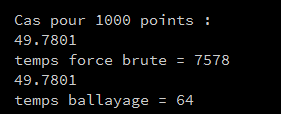 Cas pour 1000 points :
49.7801
temps force brute = 7578
49.7801
temps ballayage = 64